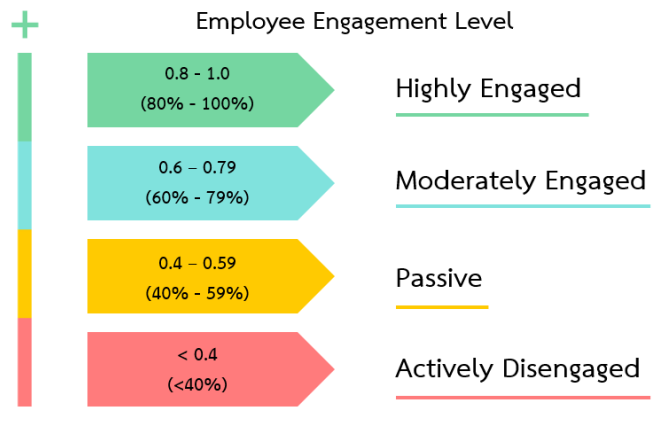 Employee Engagement Level
0.8 - 1.0
(80% - 100%)
Highly Engaged
0.6 – 0.79
(60% - 79%)
Moderately Engaged
0.4 – 0.59
(40% - 59%)
Passive
< 0.4
(<40%)
Actively Disengaged